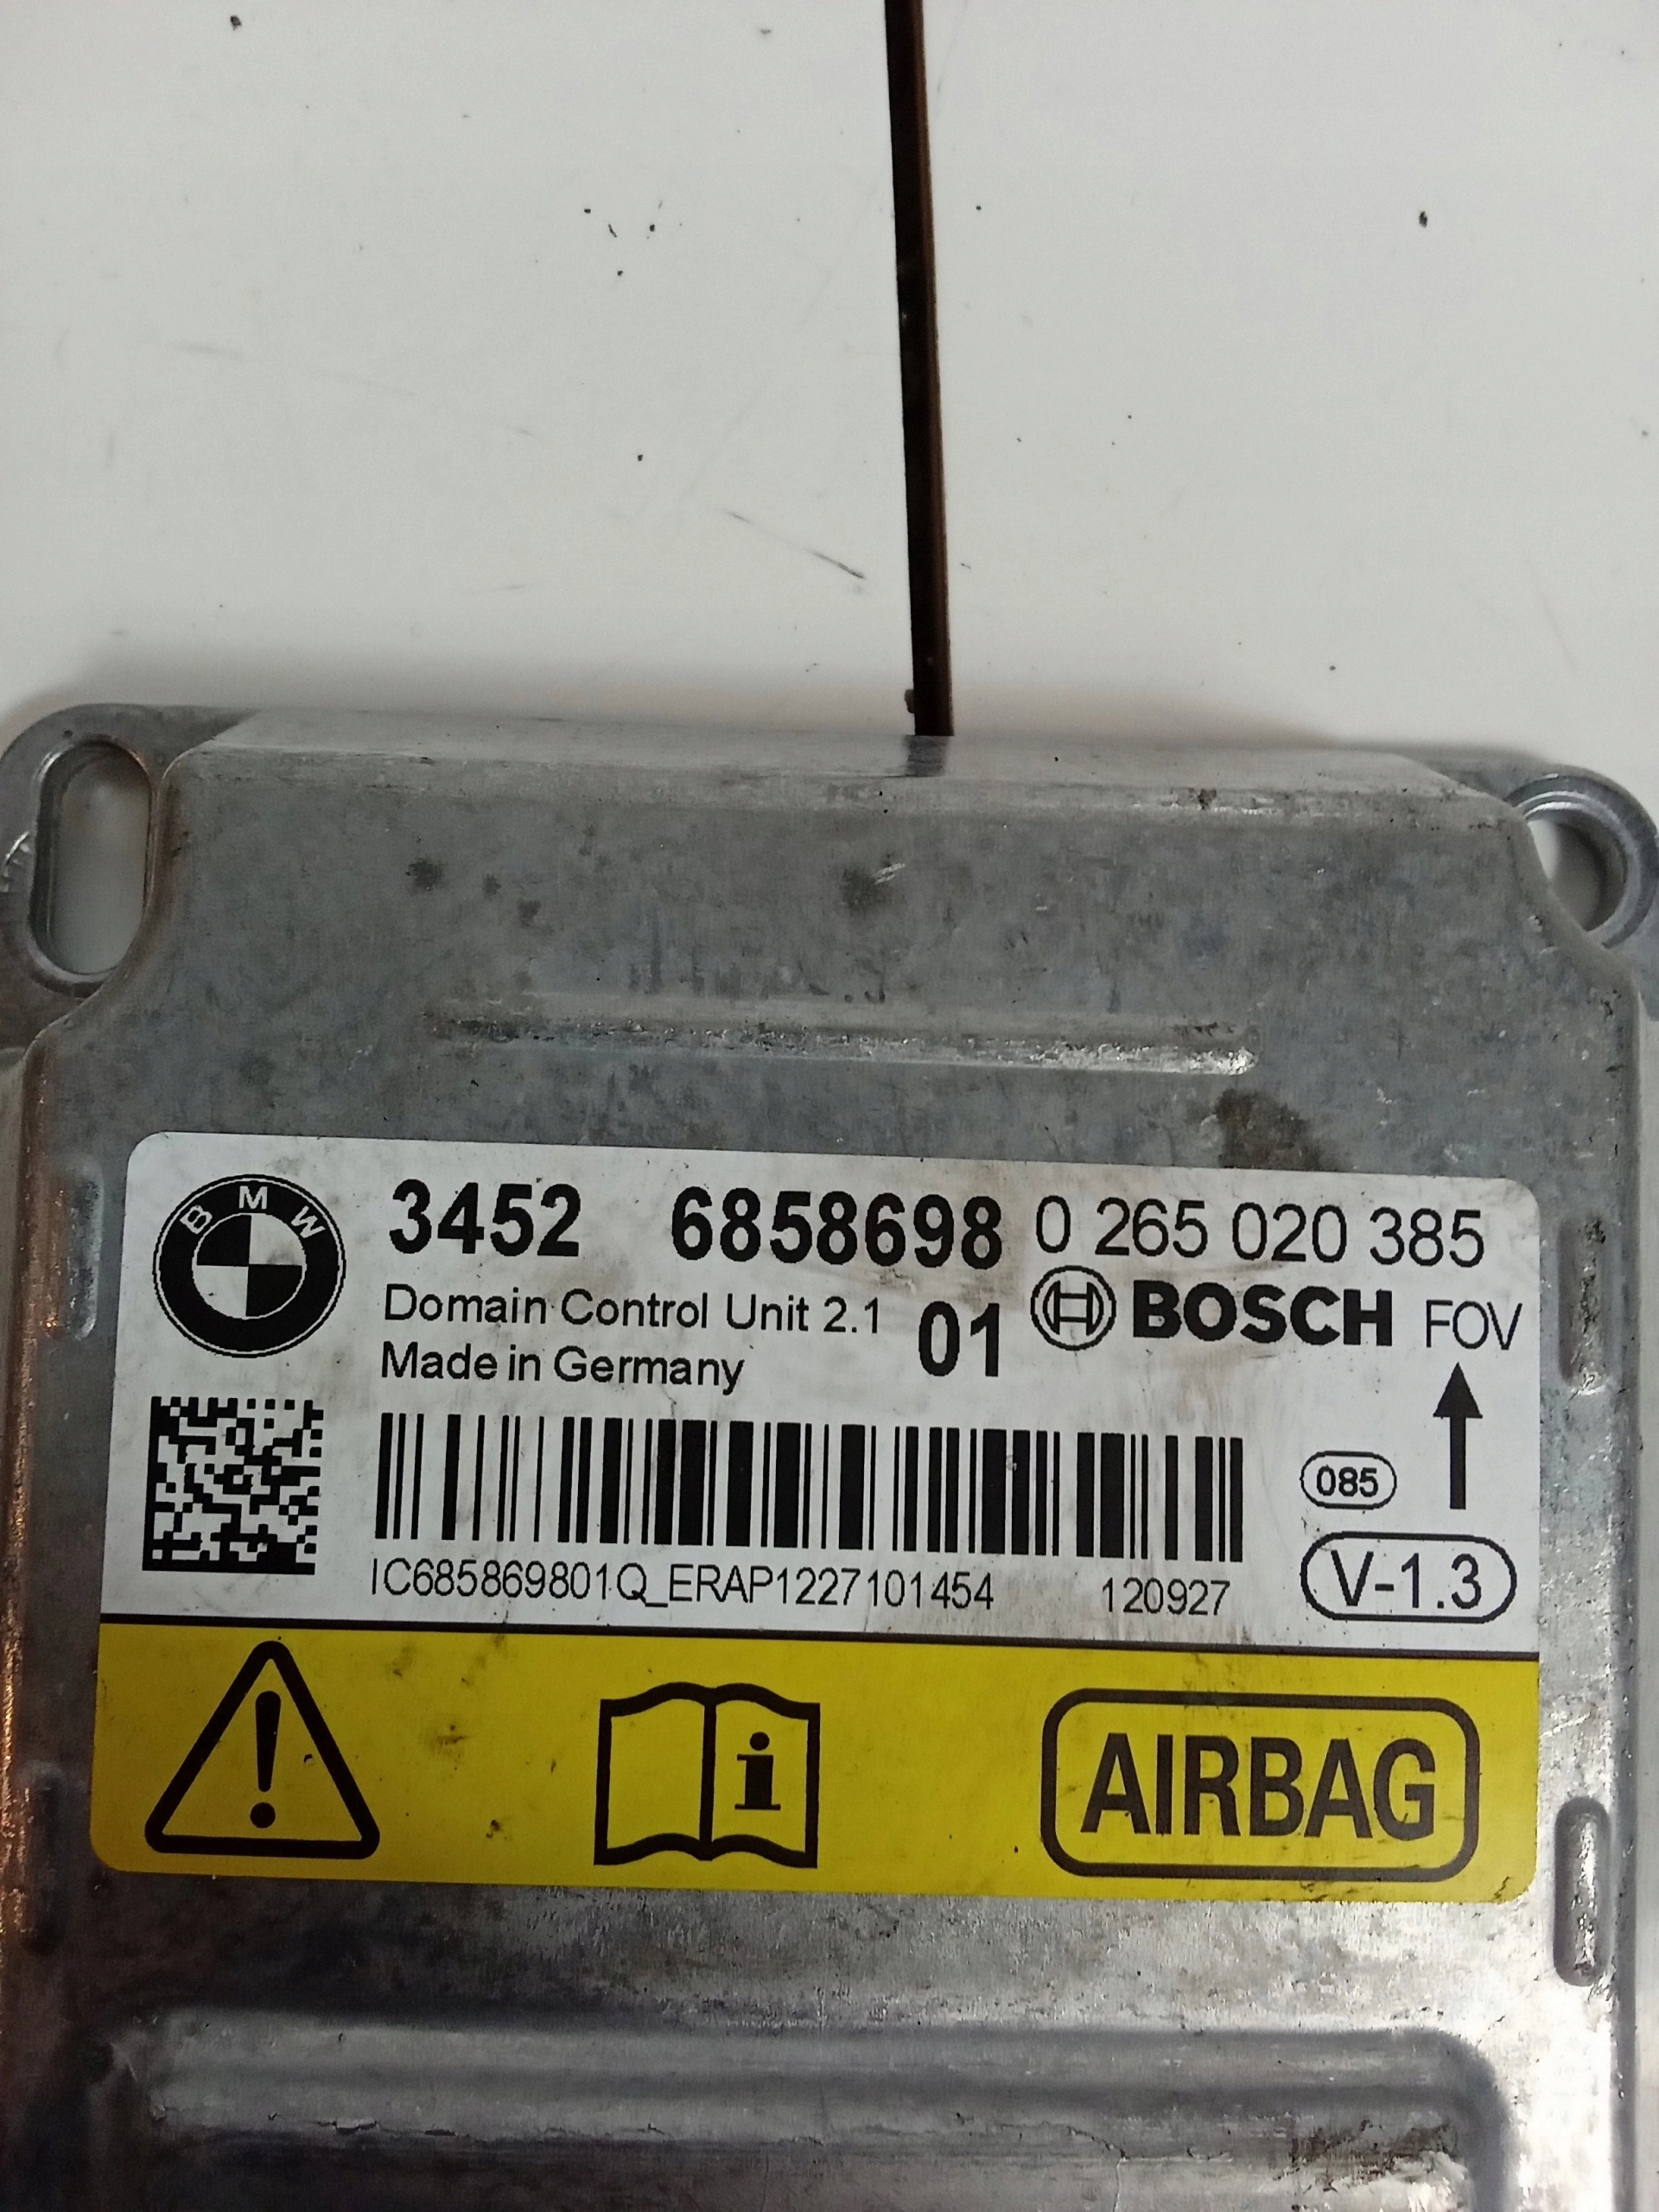 BMW
3452 6858698 0 265 020 385
Domain Control Unit 2.1 01 BOSCH FOV
Made in Germany
085
IC685869801Q_ERAP1227101454 120927 V-1.3
i AIRBAG